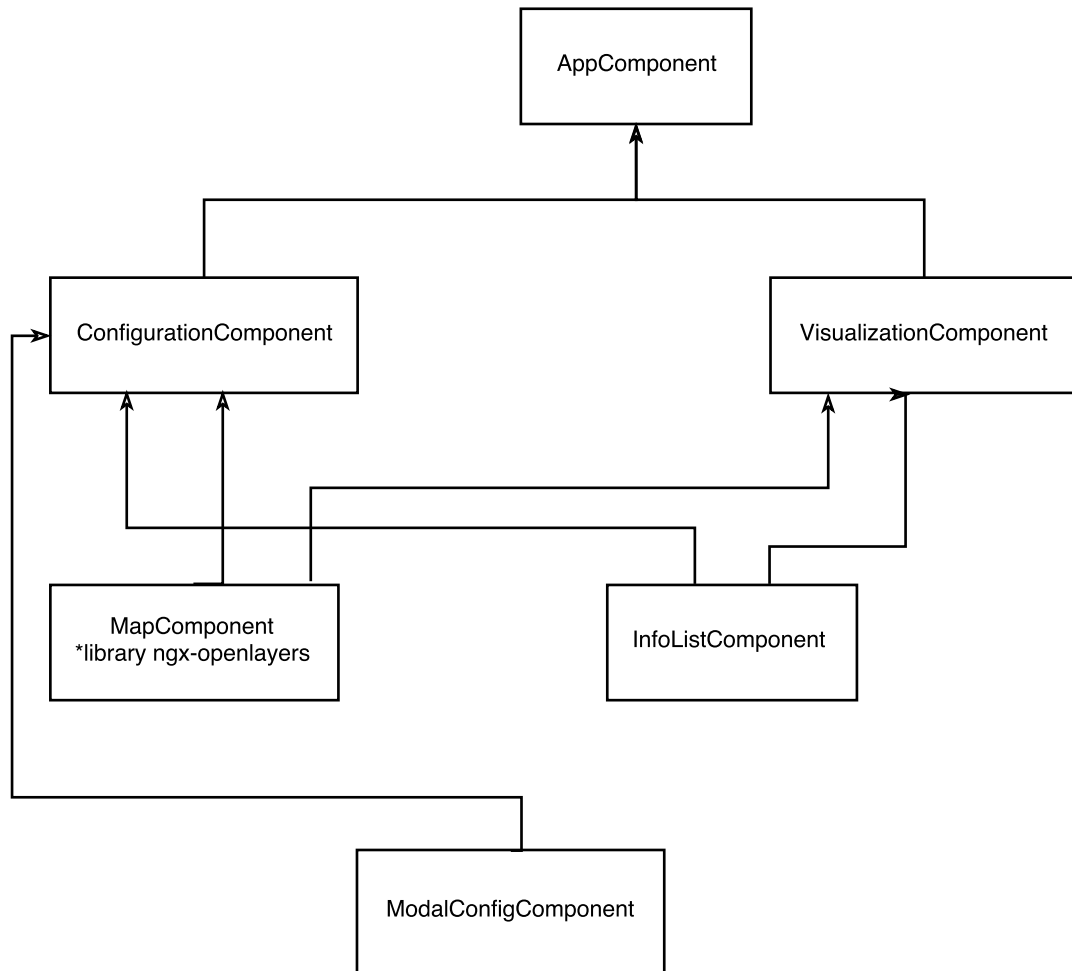 AppComponent
ConfigurationComponent
VisualizationComponent
MapComponent
*library ngx-openlayers
InfoListComponent
ModalConfigComponent